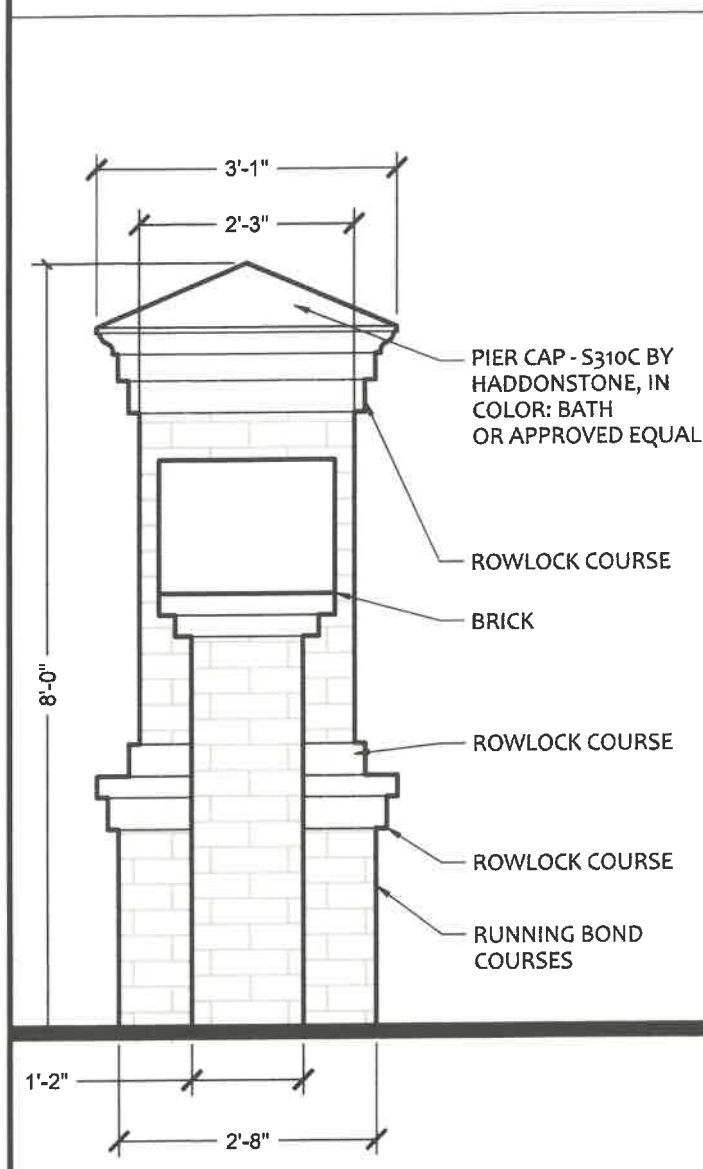 3'-1"
2'-3"
PIER CAP - S310C BY
HADDONSTONE, IN
COLOR: BATH
OR APPROVED EQUAL
ROWLOCK COURSE
BRICK
8'-0"
ROWLOCK COURSE
ROWLOCK COURSE
RUNNING BOND
COURSES
1'-2"
2'-8"